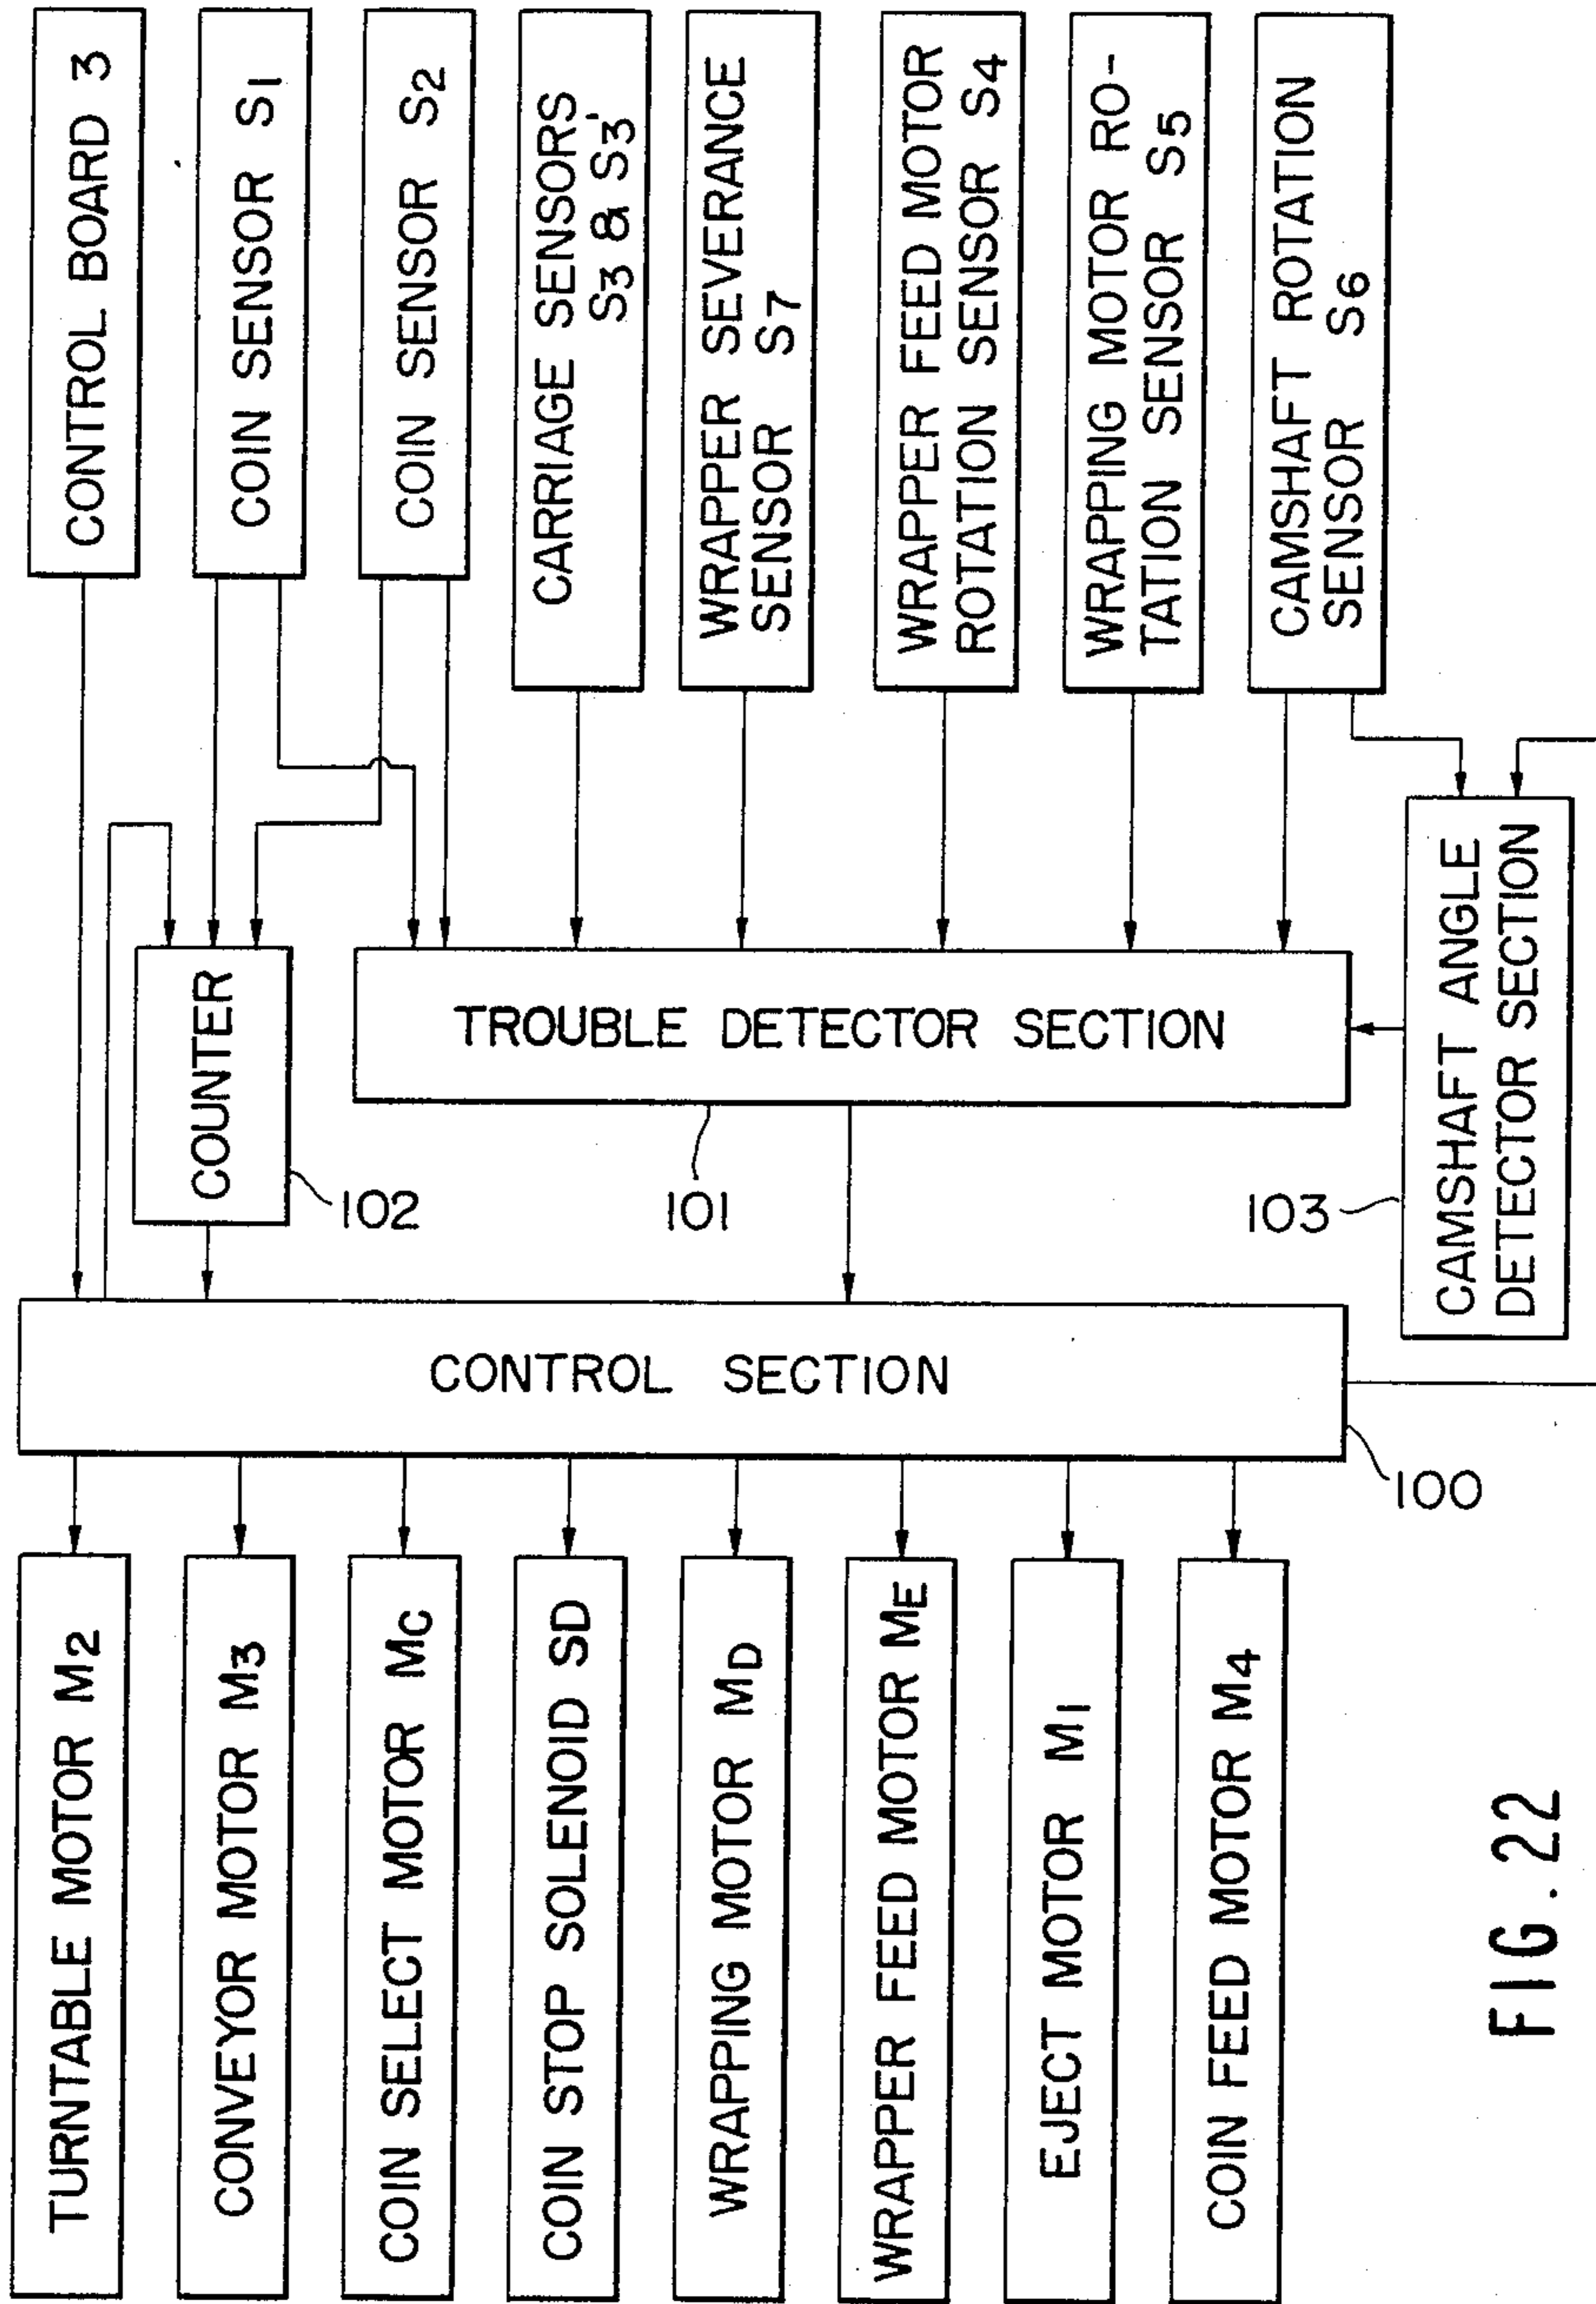 CONTROL BOARD 3
COIN SENSOR S1
COIN SENSOR S2
CARRIAGE SENSORS
S3 & S3'
WRAPPER SEVERANCE
SENSOR S7
WRAPPER FEED MOTOR
ROTATION SENSOR S4
WRAPPING MOTOR RO-
TATION SENSOR S5
CAMSHAFT ROTATION
SENSOR S6
COUNTER
102
TROUBLE DETECTOR SECTION
101
CAMSHAFT ANGLE
DETECTOR SECTION
103
CONTROL SECTION
100
TURNTABLE MOTOR M2
CONVEYOR MOTOR M3
COIN SELECT MOTOR MC
COIN STOP SOLENOID SD
WRAPPING MOTOR MD
WRAPPER FEED MOTOR ME
EJECT MOTOR M1
COIN FEED MOTOR M4
FIG. 22